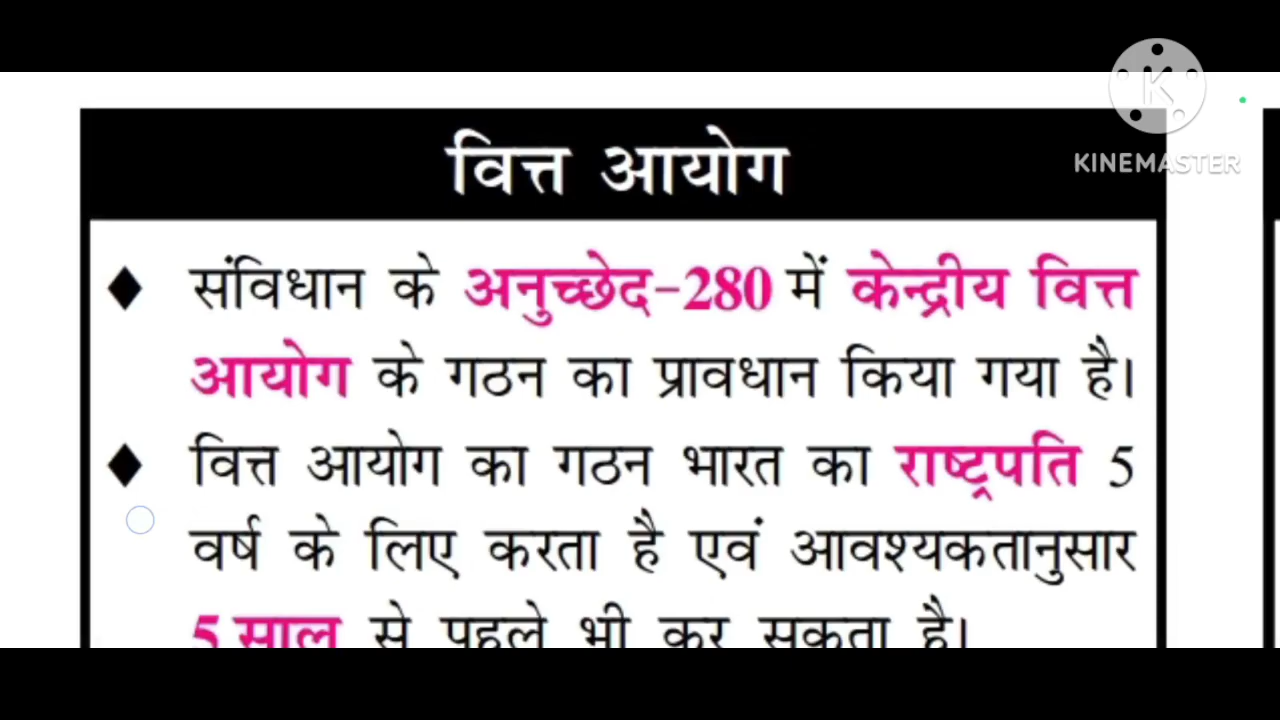 वित्त आयोग
KINEMASTER
♦ संविधान के अनुच्छेद-280 में केन्द्रीय वित्त
आयोग के गठन का प्रावधान किया गया है।
♦ वित्त आयोग का गठन भारत का राष्ट्रपति 5
वर्ष के लिए करता है एवं आवश्यकतानुसार
5 साल से पहले भी कर सकता है।